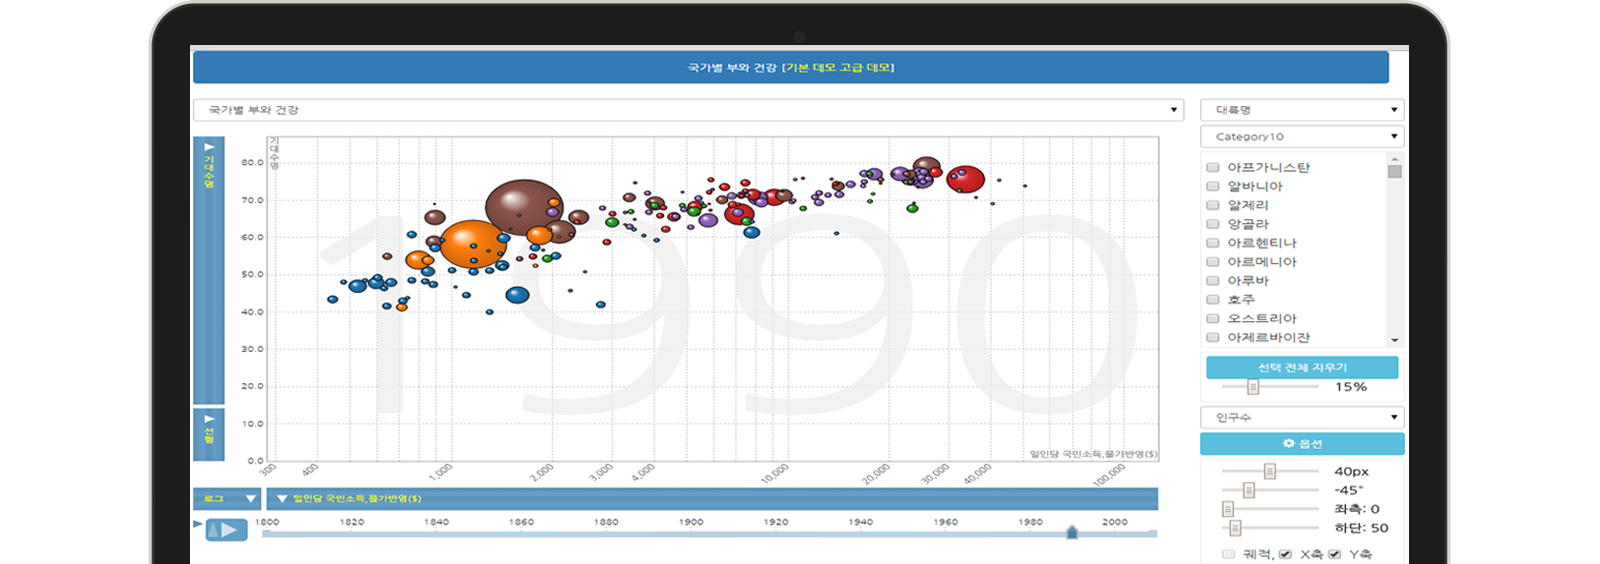 국가별 부와 건강 [기본 데모 고급 데모]
국가별 부와 건강
대륙명
Category10
기대수명
선형
기대수명
80.0
70.0
60.0
50.0
40.0
30.0
20.0
10.0
0.0
1990
일인당 국민소득,물가반영($)
300
400
1,000
2,000
3,000
4,000
10,000
20,000
30,000
40,000
100,000
로그
일인당 국민소득,물가반영($)
1800
1820
1840
1860
1880
1900
1920
1940
1960
1980
2000
아프가니스탄
알바니아
알제리
앙골라
아르헨티나
아르메니아
아루바
호주
오스트리아
아제르바이잔
선택 전체 지우기
15%
인구수
옵션
40px
-45°
좌측: 0
하단: 50
궤적, X축 Y축